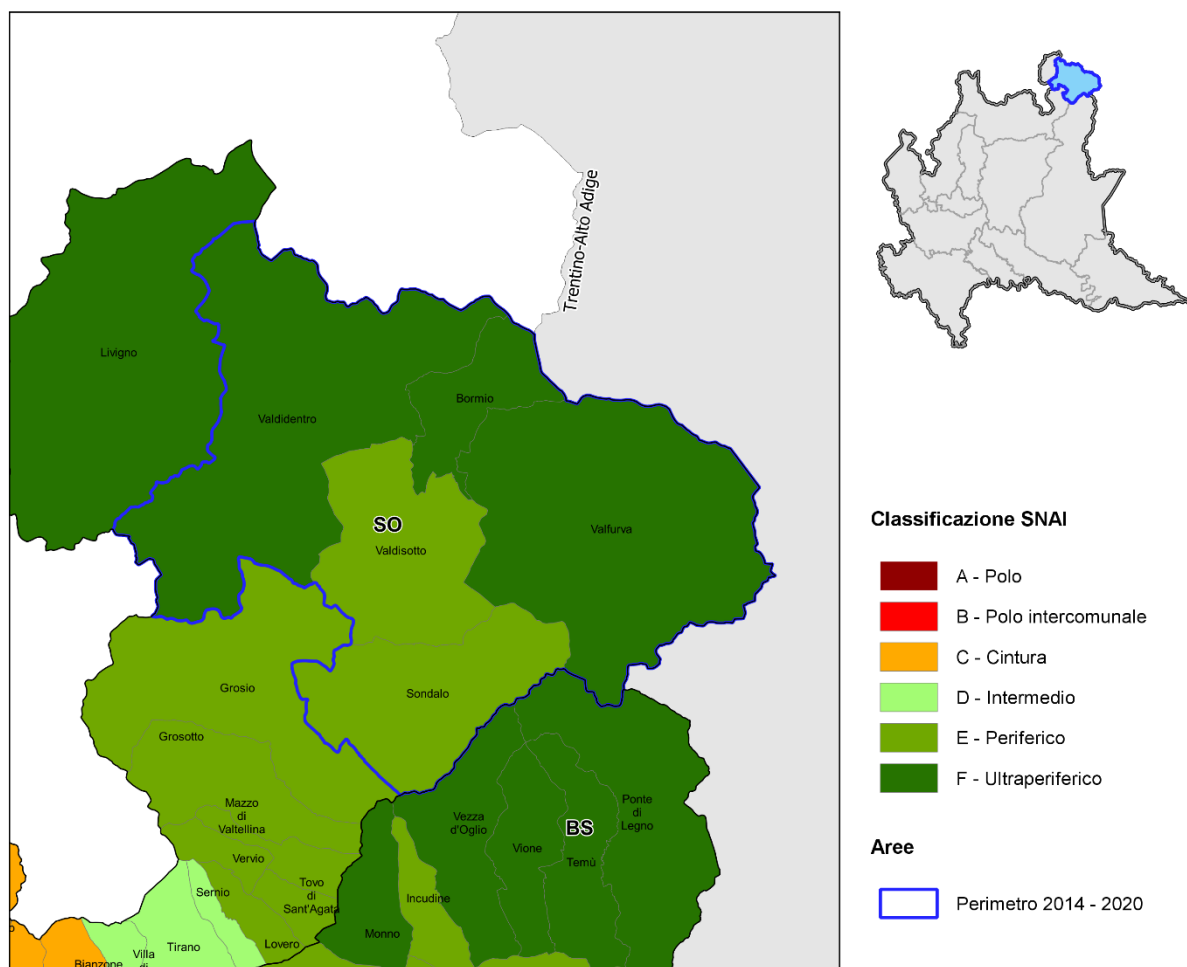 Trentino-Alto Adige
Livigno
Valdidentro
Bormio
SO
Valdisotto
Valfurva
Grosio
Sondalo
Grosotto
Mazzo
di
Valtellina
Vervio
Sernio
Tovo
di
Sant'Agata
Lovero
Tirano
Villa
di
Bianzone
Vezza
d'Oglio
Vione
BS
Temù
Ponte
di
Legno
Incudine
Monno
Classificazione SNAI
A - Polo
B - Polo intercomunale
C - Cintura
D - Intermedio
E - Periferico
F - Ultraperiferico
Aree
Perimetro 2014 - 2020